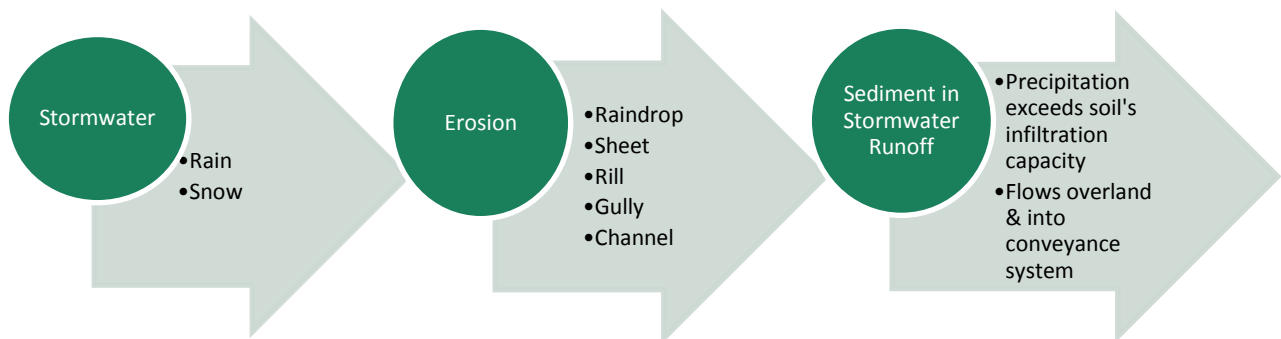 Stormwater
•Rain
•Snow
Erosion
•Raindrop
•Sheet
•Rill
•Gully
•Channel
Sediment in
Stormwater
Runoff
•Precipitation
exceeds soil's
infiltration
capacity
•Flows overland
& into
conveyance
system